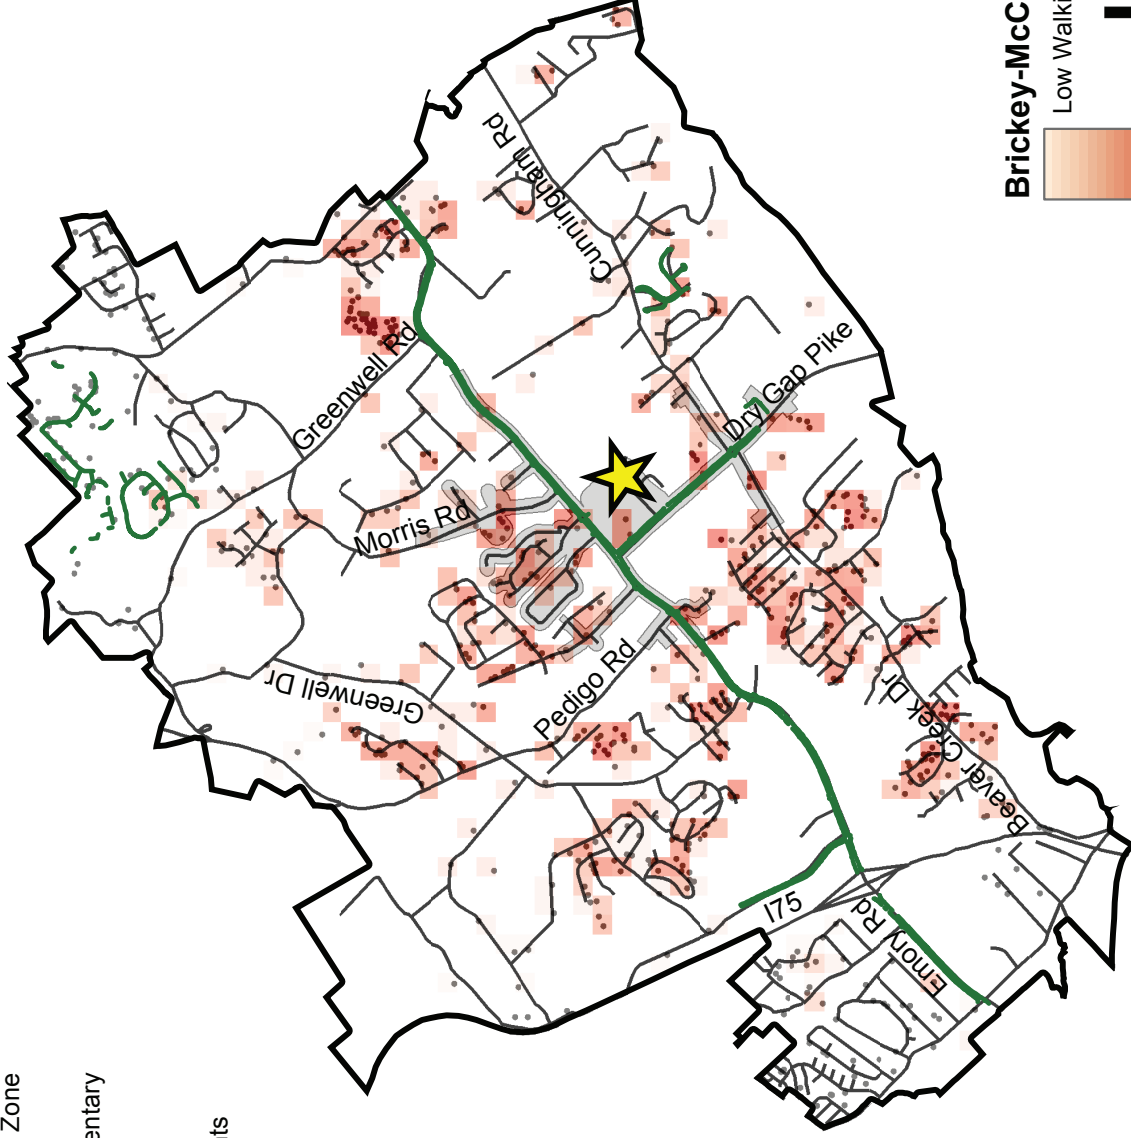 Zone
entary
ts
Brickey-McC
Low Walki
Cunningham Rd
Greenwell Rd
Dry Gap Pike
Morris Rd
Greenwell Dr
Pedigo Rd
Beaver Creek Dr
I75
Emory Rd